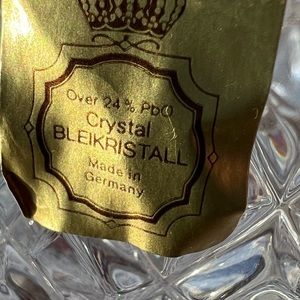 Over 24% PbO
Crystal
BLEIKRISTALL
Made in
Germany